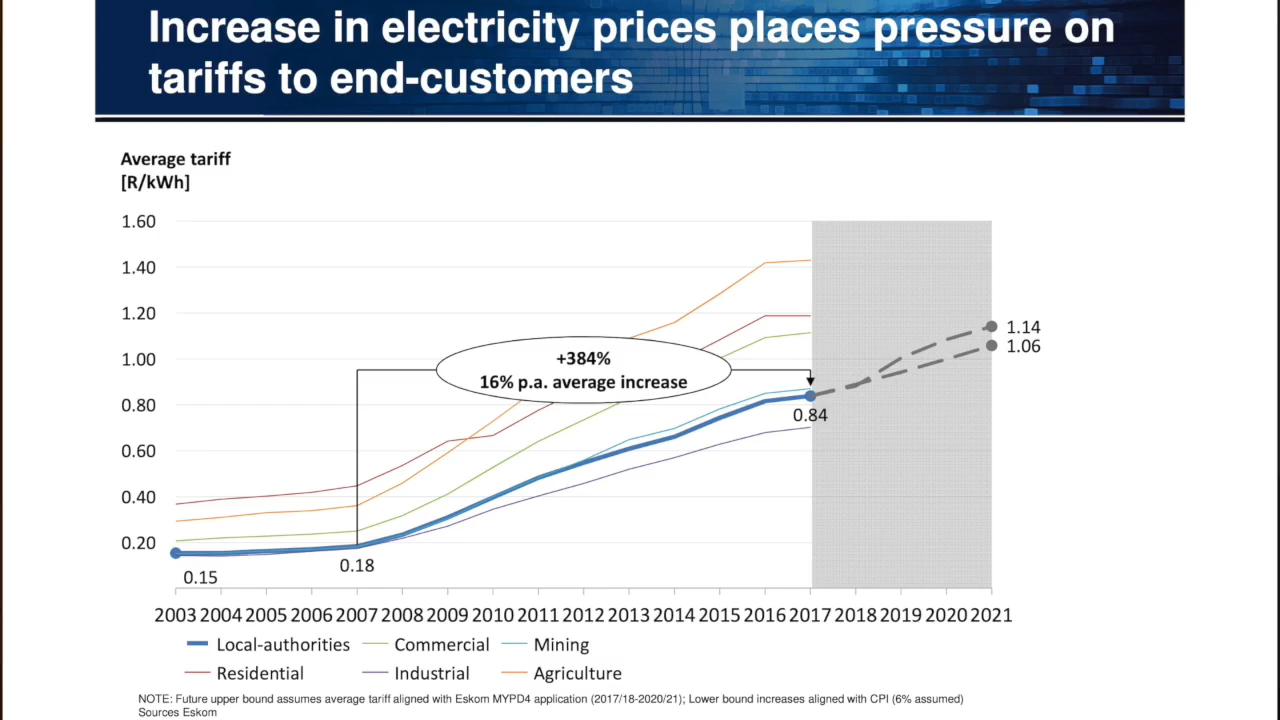 Increase in electricity prices places pressure on
tariffs to end-customers
Average tariff
[R/kWh]
1.60
1.40
1.20
1.00
0.80
0.60
0.40
0.20
+384%
16% p.a. average increase
1.14
1.06
0.84
0.18
0.15
2003 2004 2005 2006 2007 2008 2009 2010 2011 2012 2013 2014 2015 2016 2017 2018 2019 2020 2021
Local-authorities Commercial Mining
Residential Industrial Agriculture
NOTE: Future upper bound assumes average tariff aligned with Eskom MYPD4 application (2017/18-2020/21); Lower bound increases aligned with CPI (6% assumed)
Sources Eskom